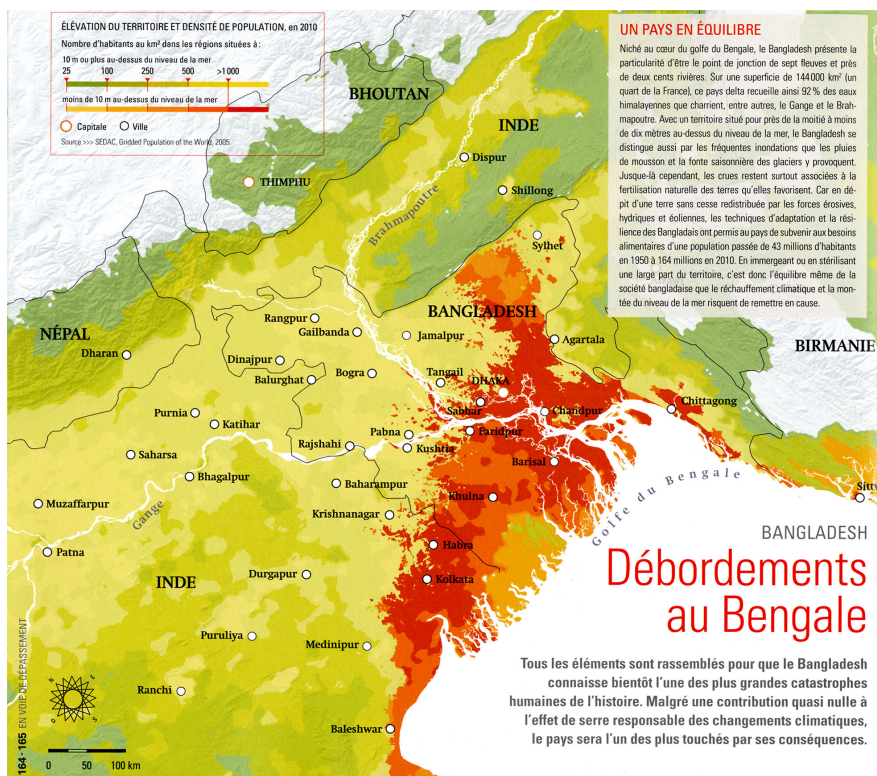 ÉLÉVATION DU TERRITOIRE ET DENSITÉ DE POPULATION, en 2010
Nombre d'habitants au km² dans les régions situées à :
10 m ou plus au-dessus du niveau de la mer
25 100 250 500 >1000
moins de 10 m au-dessus du niveau de la mer
Capitale Ville
Source >>> SEDAC, Gridded Population of the World, 2005.
UN PAYS EN ÉQUILIBRE
Niché au cœur du golfe du Bengale, le Bangladesh présente la
particularité d'être le point de jonction de sept fleuves et près
de deux cents rivières. Sur une superficie de 144000 km² (un
quart de la France), ce pays delta recueille ainsi 92 % des eaux
himalayennes que charrient, entre autres, le Gange et le Brah-
mapoutre. Avec un territoire situé pour près de la moitié à moins
de dix mètres au-dessus du niveau de la mer, le Bangladesh se
distingue aussi par les fréquentes inondations que les pluies
de mousson et la fonte saisonnière des glaciers y provoquent.
Jusque-là cependant, les crues restent surtout associées à la
fertilisation naturelle des terres qu'elles favorisent. Car en dé-
pit d'une terre sans cesse redistribuée par les forces érosives,
hydriques et éoliennes, les techniques d'adaptation et la rési-
lience des Bangladais ont permis au pays de subvenir aux besoins
alimentaires d'une population passée de 43 millions d'habitants
en 1950 à 164 millions en 2010. En immergeant ou en stérilisant
une large part du territoire, c'est donc l'équilibre même de la
société bangladaise que le réchauffement climatique et la mon-
tée du niveau de la mer risquent de remettre en cause.
BHOUTAN
INDE
Dispur
THIMPHU
Shillong
Brahmapoutre
Sylhet
BANGLADESH
Rangpur
Gailbanda
Jamalpur
Agartala
NÉPAL
BIRMANIE
Dharan
Dinajpur
Bogra
Tangail
DHAKA
Balurghat
Chittagong
Sabhar
Chandpur
Purnia
Katihar
Pabna
Faridpur
Rajshahi
Kushtia
Saharsa
Barisal
Bhagalpur
Baharampur
Golfe du Bengale
Sittw
Muzaffarpur
Gange
Khulna
Krishnanagar
Patna
Habra
INDE
Durgapur
Kolkata
Puruliya
Medinipur
Ranchi
Baleshwar
N E S O
0 50 100 km
164 • 165 EN VOIE DE DÉPASSEMENT
BANGLADESH
Débordements
au Bengale
Tous les éléments sont rassemblés pour que le Bangladesh
connaisse bientôt l'une des plus grandes catastrophes
humaines de l'histoire. Malgré une contribution quasi nulle à
l'effet de serre responsable des changements climatiques,
le pays sera l'un des plus touchés par ses conséquences.